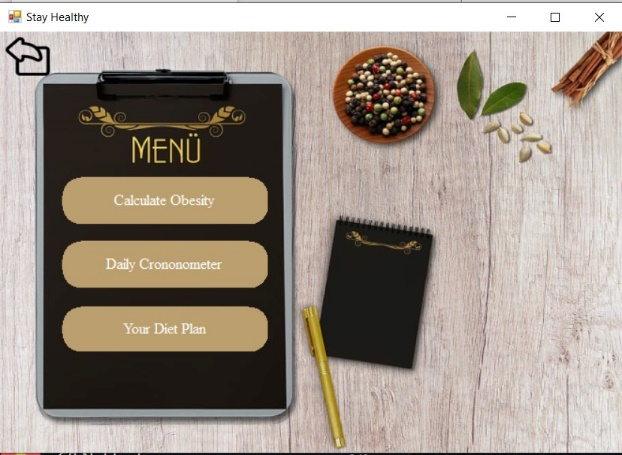 Stay Healthy
MENÜ
Calculate Obesity
Daily Crononometer
Your Diet Plan